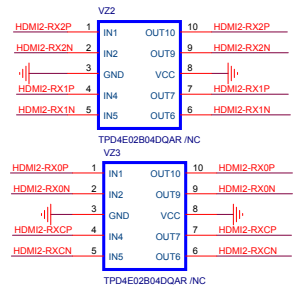 VZ2
HDMI2-RX2P 1 IN1 OUT10 10 HDMI2-RX2P
HDMI2-RX2N 2 IN2 OUT9 9 HDMI2-RX2N
3 GND VCC 8
HDMI2-RX1P 4 IN4 OUT7 7 HDMI2-RX1P
HDMI2-RX1N 5 IN5 OUT6 6 HDMI2-RX1N
TPD4E02B04DQAR /NC
VZ3
HDMI2-RX0P 1 IN1 OUT10 10 HDMI2-RX0P
HDMI2-RX0N 2 IN2 OUT9 9 HDMI2-RX0N
3 GND VCC 8
HDMI2-RXCP 4 IN4 OUT7 7 HDMI2-RXCP
HDMI2-RXCN 5 IN5 OUT6 6 HDMI2-RXCN
TPD4E02B04DQAR /NC